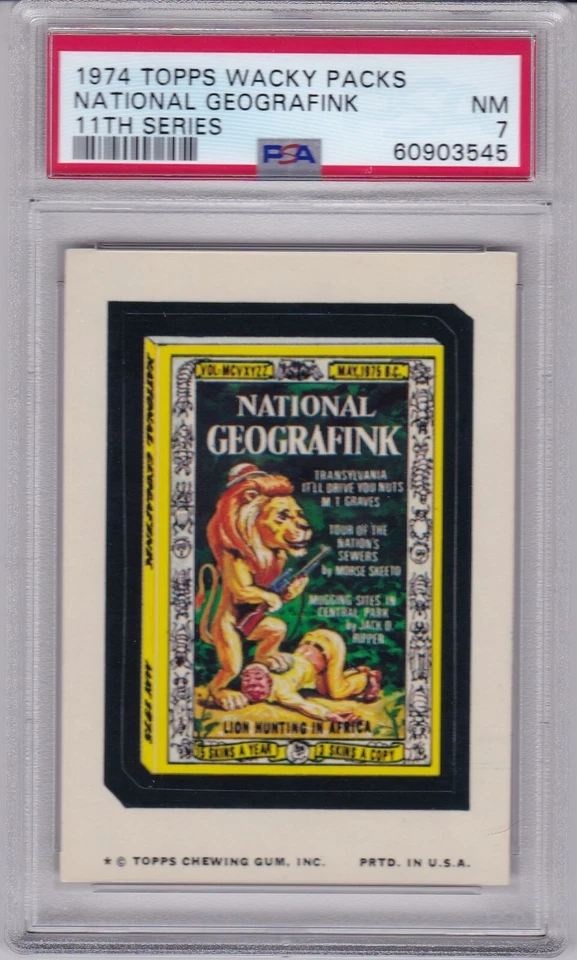 1974 TOPPS WACKY PACKS
NATIONAL GEOGRAFINK NM
11TH SERIES 7
PSA 60903545
VOL. MCVXYZZ MAY, 1975 B.C.
NATIONAL
GEOGRAFINK
TRANSYLVANIA
IT'LL DRIVE YOU NUTS
M.T. GRAVES
TOUR OF THE
NATION'S
SEWERS
by MORSE SKEETO
MUGGING SITES IN
CENTRAL PARK
by JACK D.
RIPPER
LION HUNTING IN AFRICA
SKINS A YEAR 2 SKINS A COPY
NATIONAL GEOGRAFINK MAY 1975
* © TOPPS CHEWING GUM, INC. PRTD. IN U.S.A.